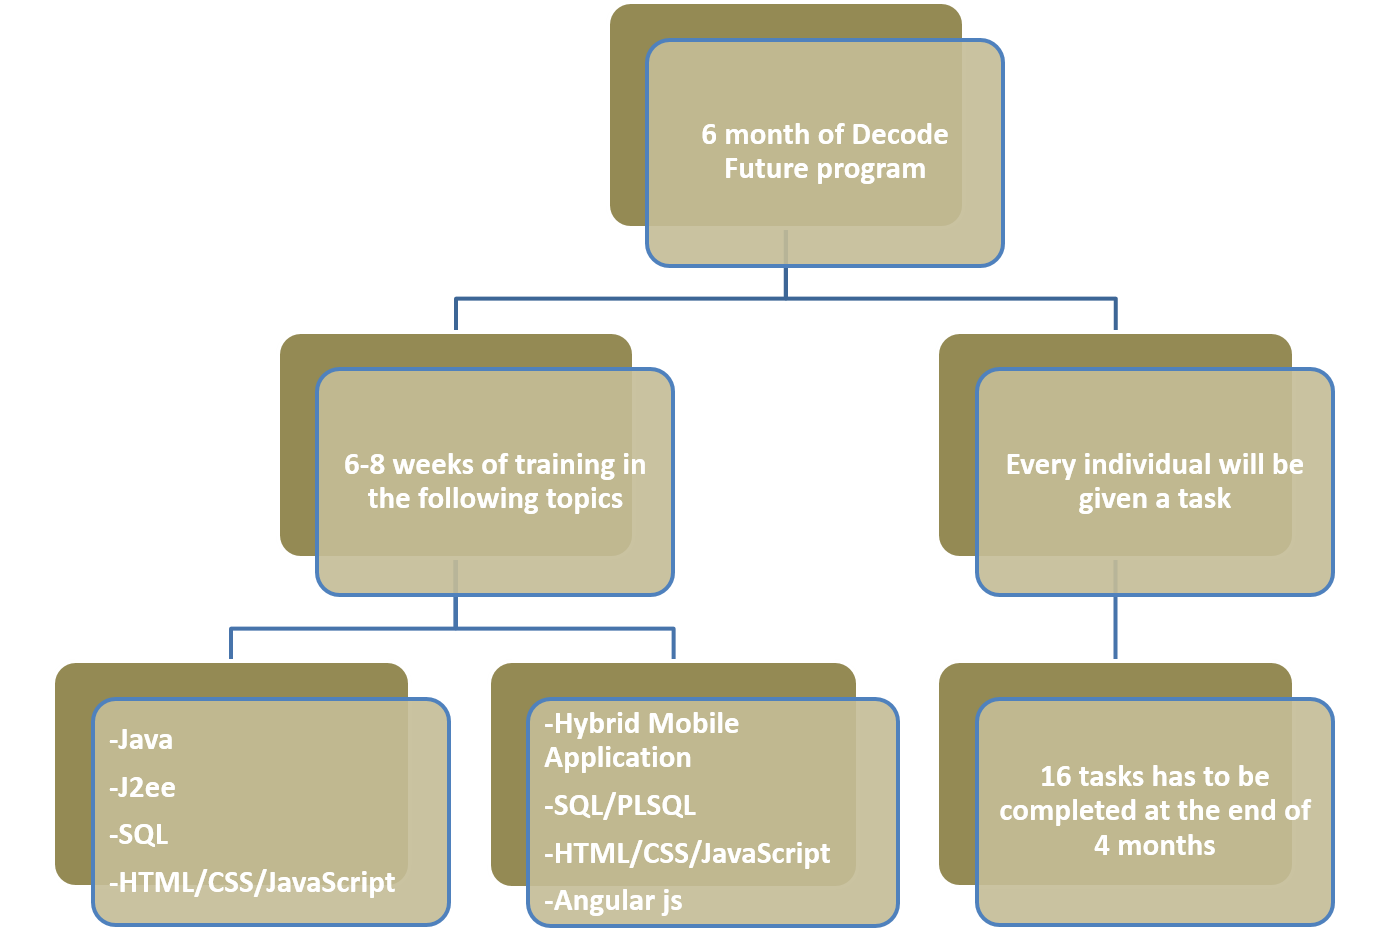 6 month of Decode
Future program
6-8 weeks of training in
the following topics
Every individual will be
given a task
-Java
-J2ee
-SQL
-HTML/CSS/JavaScript
-Hybrid Mobile
Application
-SQL/PLSQL
-HTML/CSS/JavaScript
-Angular js
16 tasks has to be
completed at the end of
4 months